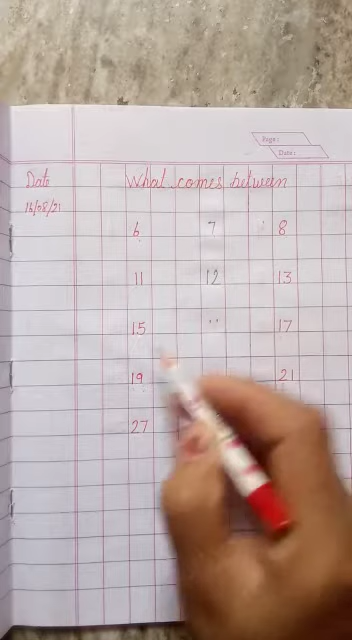 Page:
Date:
Date What comes between
13/08/21
6 7 8
11 12 13
15 17
19 21
27